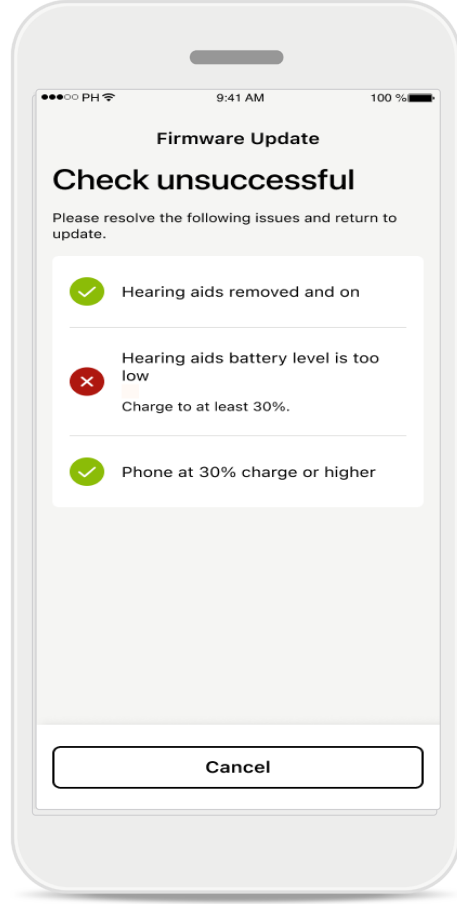 PH
9:41 AM
100 %
Firmware Update
Check unsuccessful
Please resolve the following issues and return to
update.
Hearing aids removed and on
Hearing aids battery level is too
low
Charge to at least 30%.
Phone at 30% charge or higher
Cancel